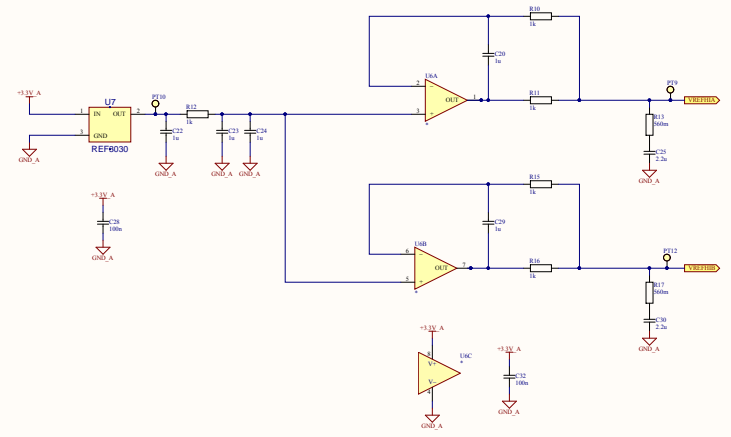 R10
1k
C20
1u
U6A
2
−
OUT
1
3
+
*
R11
1k
PT9
VREFHIA
R13
560m
C25
2.2u
GND_A
+3.3V_A
U7
1
IN
OUT
2
3
GND
REF6030
GND_A
PT10
R12
1k
C22
1u
C23
1u
C24
1u
GND_A
GND_A
GND_A
+3.3V_A
C28
100n
GND_A
R15
1k
C29
1u
U6B
6
−
OUT
7
5
+
*
R16
1k
PT12
VREFHIB
R17
560m
C30
2.2u
GND_A
+3.3V_A
8
V+
U6C
*
V−
4
GND_A
+3.3V_A
C32
100n
GND_A